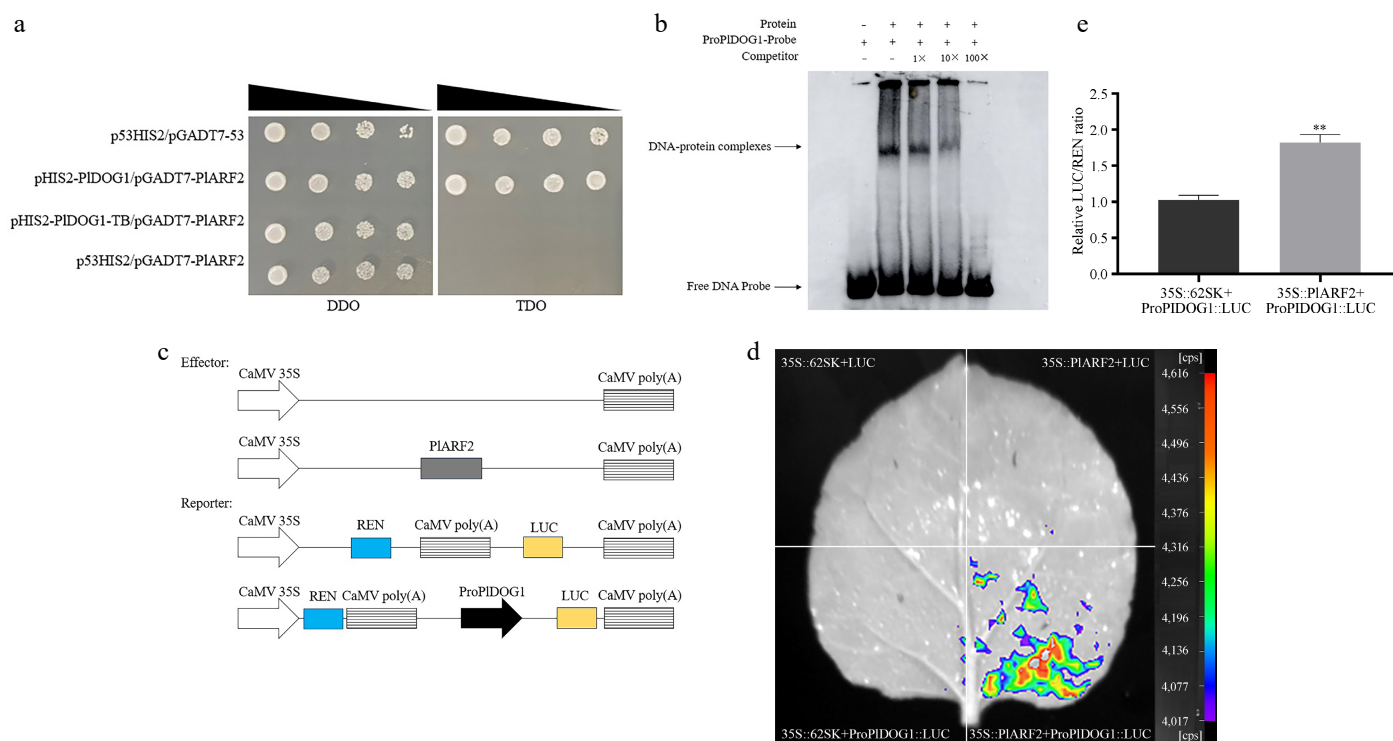 a
p53HIS2/pGADT7-53
pHIS2-PlDOG1/pGADT7-PlARF2
pHIS2-PlDOG1-TB/pGADT7-PlARF2
p53HIS2/pGADT7-PlARF2
DDO TDO
b
Protein - + + + +
ProPlDOG1-Probe + + + + +
Competitor - - 1× 10× 100×
DNA-protein complexes
Free DNA Probe
e
Relative LUC/REN ratio
2.5
2.0
1.5
1.0
0.5
0.0
**
35S::62SK+
ProPlDOG1::LUC
35S::PlARF2+
ProPlDOG1::LUC
c
Effector:
CaMV 35S CaMV poly(A)
CaMV 35S PlARF2 CaMV poly(A)
Reporter:
CaMV 35S REN CaMV poly(A) LUC CaMV poly(A)
CaMV 35S REN CaMV poly(A) ProPlDOG1 LUC CaMV poly(A)
d
35S::62SK+LUC 35S::PlARF2+LUC
35S::62SK+ProPlDOG1::LUC 35S::PlARF2+ProPlDOG1::LUC
[cps]
4,616
4,556
4,496
4,436
4,376
4,316
4,256
4,196
4,136
4,077
4,017
[cps]